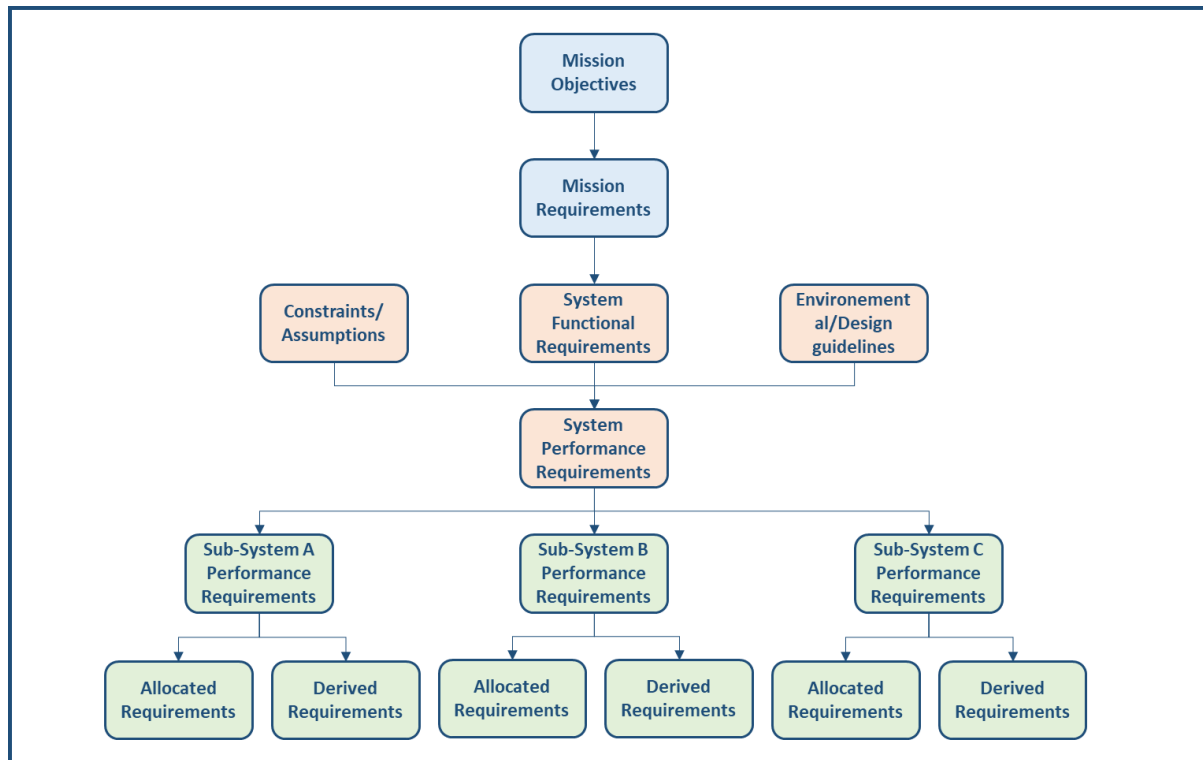 Mission
Objectives
Mission
Requirements
Constraints/
Assumptions
System
Functional
Requirements
Environement
al/Design
guidelines
System
Performance
Requirements
Sub-System A
Performance
Requirements
Sub-System B
Performance
Requirements
Sub-System C
Performance
Requirements
Allocated
Requirements
Derived
Requirements
Allocated
Requirements
Derived
Requirements
Allocated
Requirements
Derived
Requirements